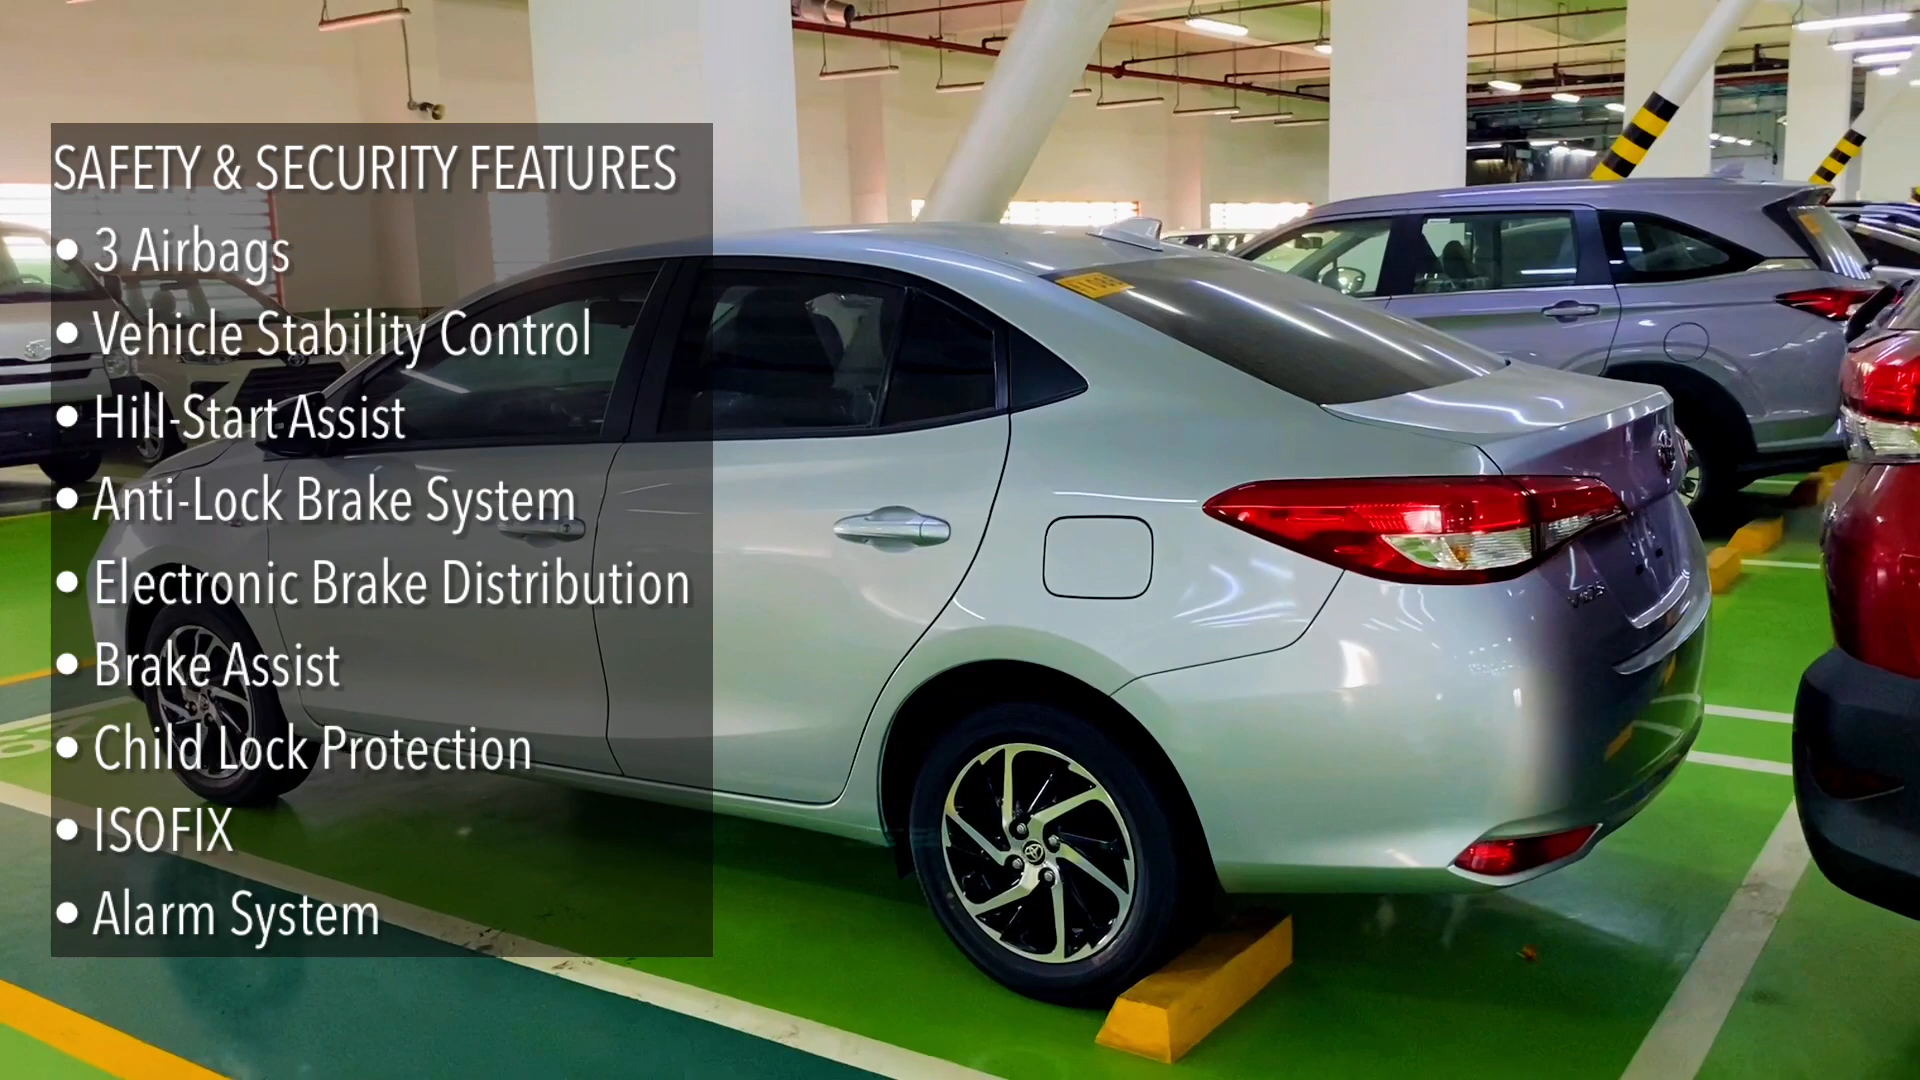 SAFETY & SECURITY FEATURES
• 3 Airbags
• Vehicle Stability Control
• Hill-Start Assist
• Anti-Lock Brake System
• Electronic Brake Distribution
• Brake Assist
• Child Lock Protection
• ISOFIX
• Alarm System
VIOS